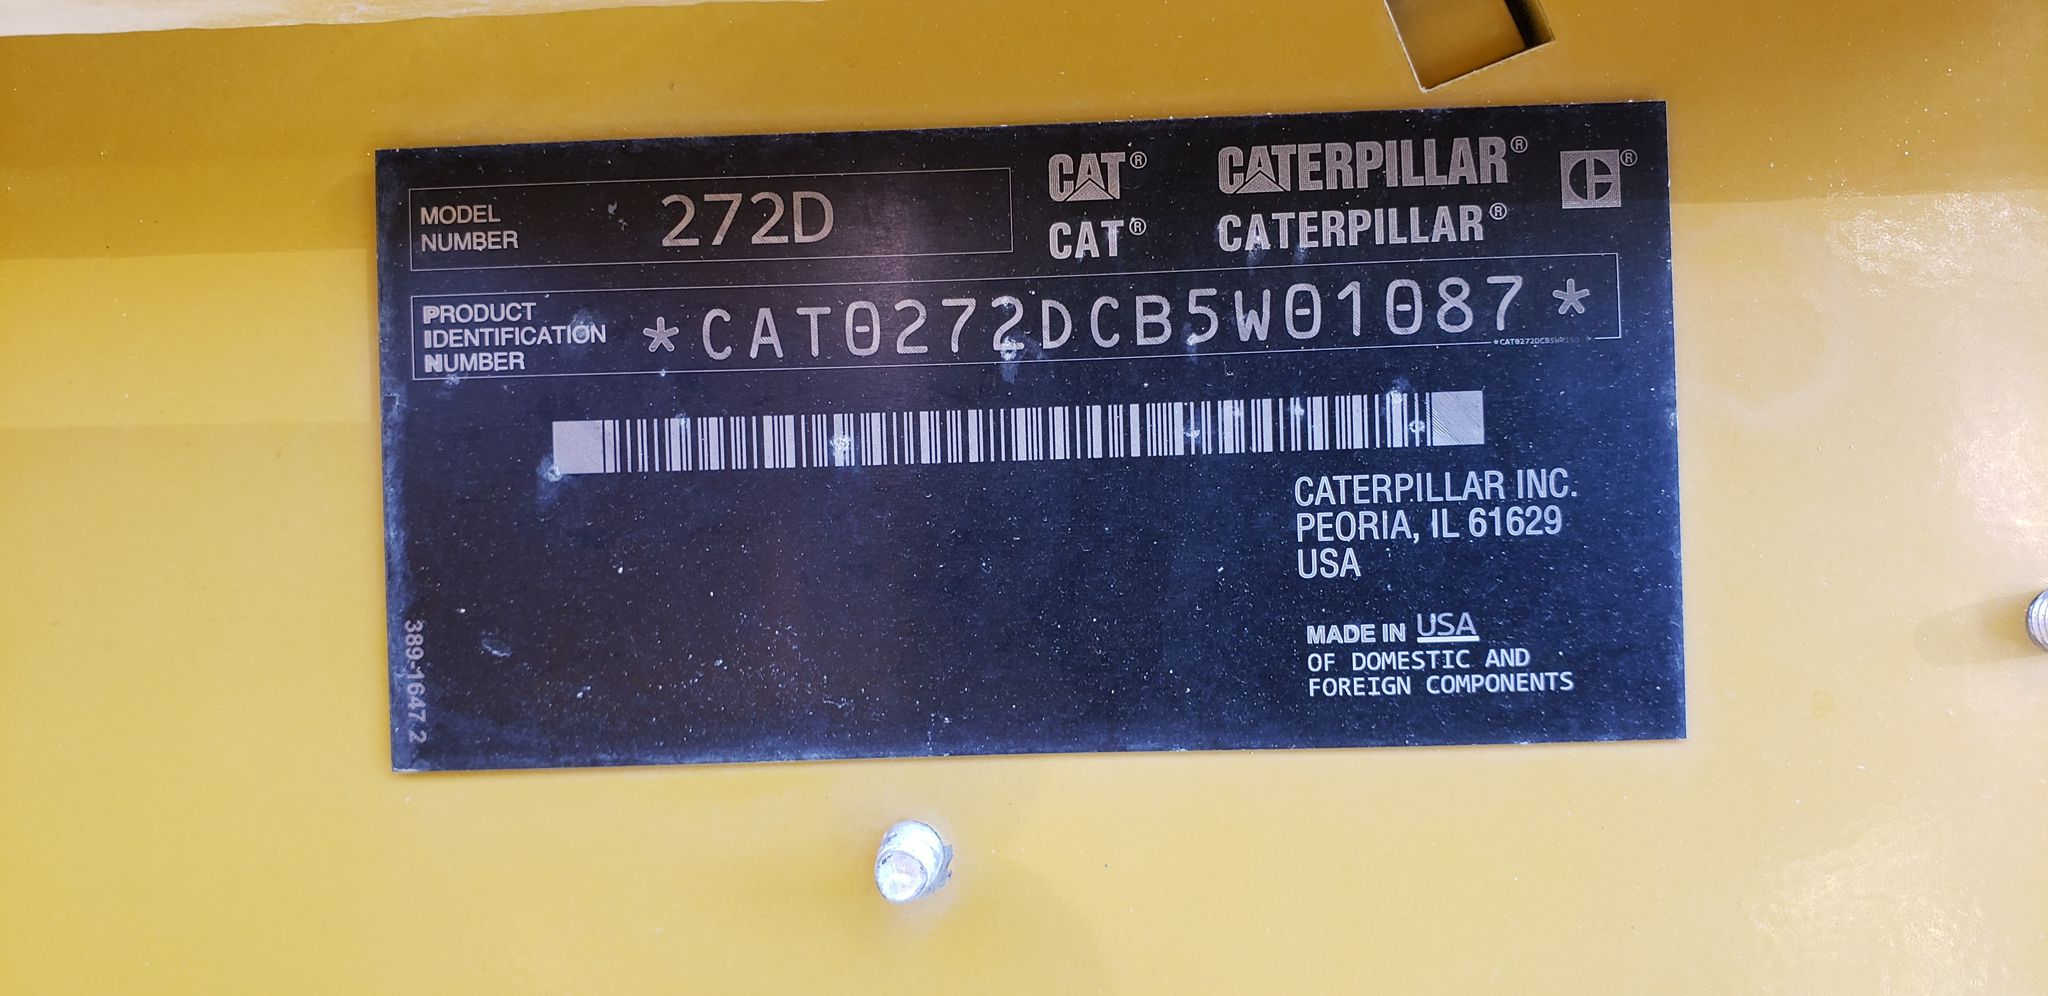 MODEL NUMBER 272D
CAT® CATERPILLAR® ®
CAT® CATERPILLAR®
PRODUCT IDENTIFICATION NUMBER *CAT0272DCB5W01087*
CATERPILLAR INC.
PEORIA, IL 61629
USA
MADE IN USA
OF DOMESTIC AND
FOREIGN COMPONENTS
389-1647 2